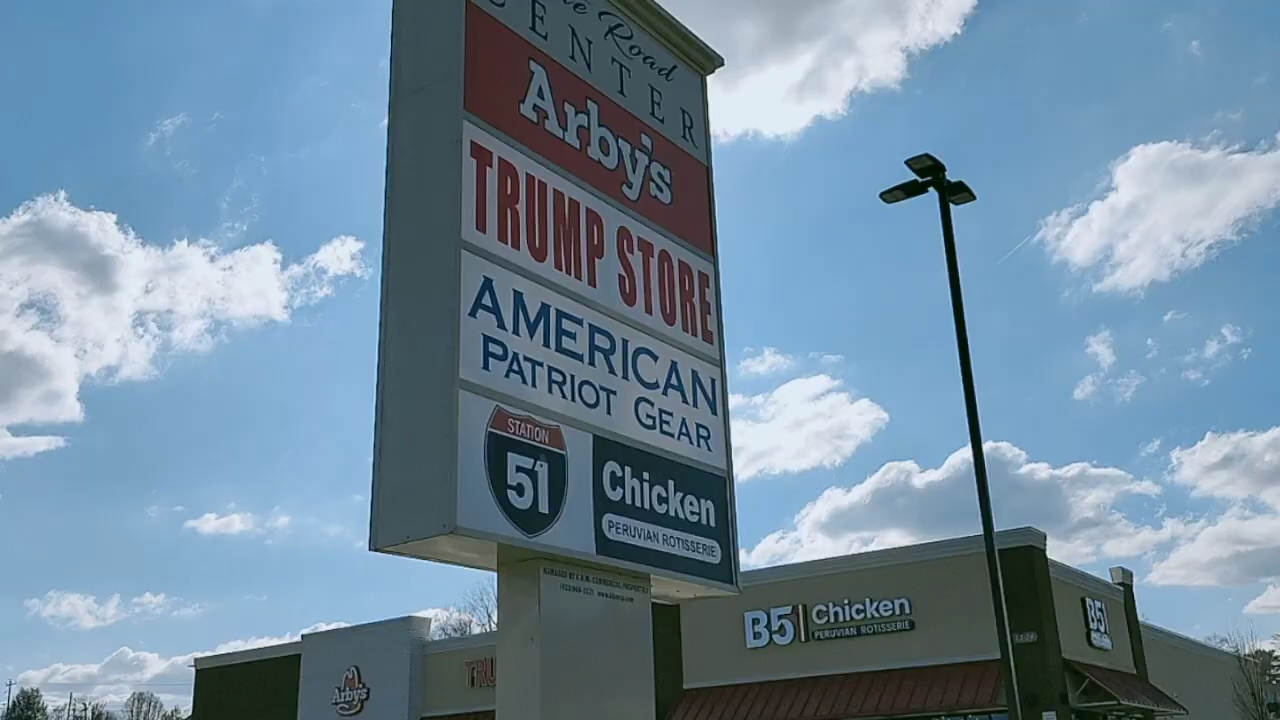 Road
CENTER
Arby's
TRUMP STORE
AMERICAN
PATRIOT GEAR
STATION
51
Chicken
PERUVIAN ROTISSERIE
B51 Chicken
PERUVIAN ROTISSERIE
B51
Arby's
TRU